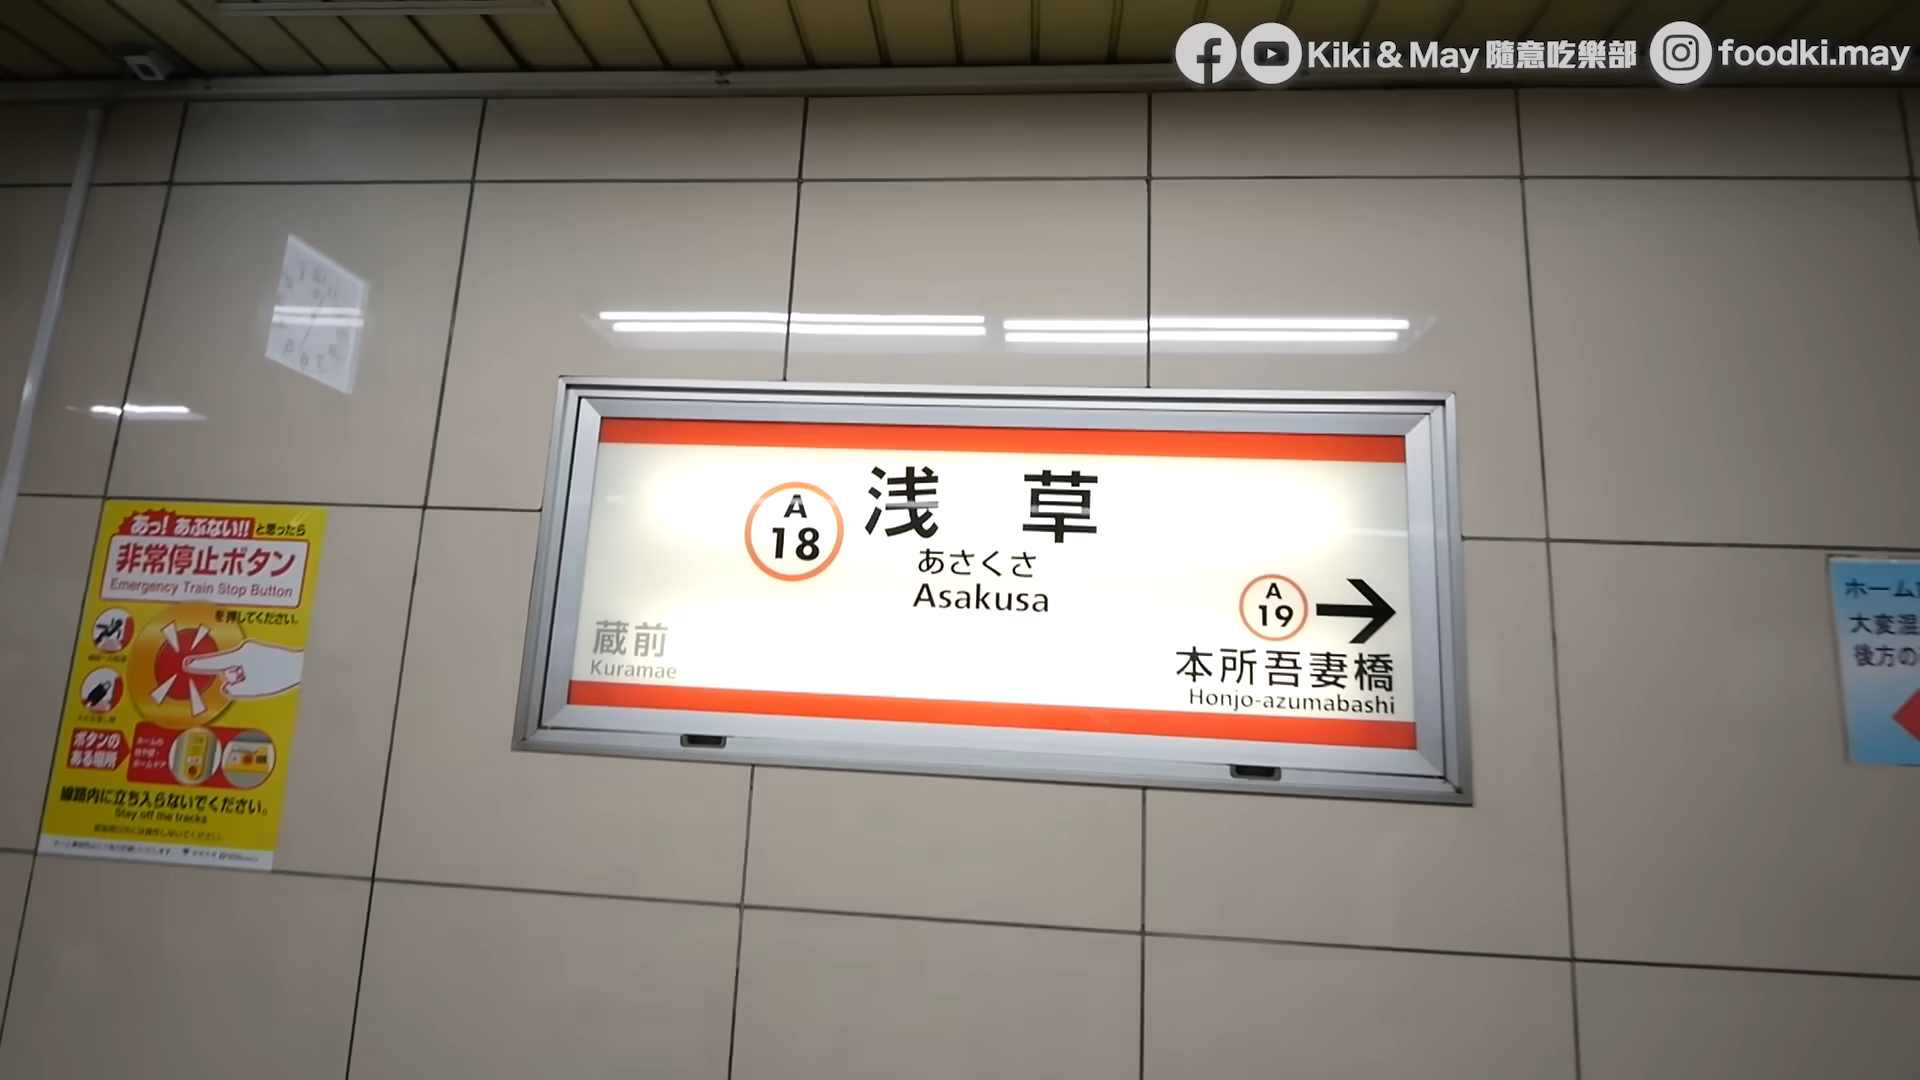 Kiki & May 隨意吃樂部 foodki.may
浅 草
A
18
あさくさ
Asakusa
A
19
蔵前
Kuramae
本所吾妻橋
Honjo-azumabashi
あっ! あぶない!! と思ったら
非常停止ボタン
Emergency Train Stop Button
を押してください。
ボタンの
ある場所
線路内に立ち入らないでください。
Stay off the tracks
ホーム
大変混
後方の